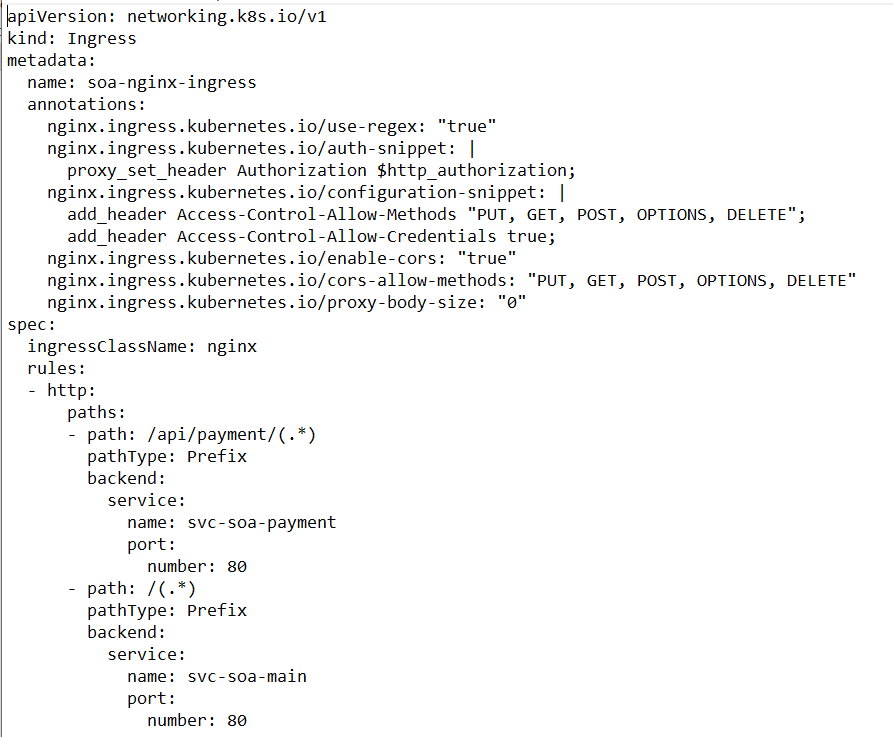 apiVersion: networking.k8s.io/v1
kind: Ingress
metadata:
  name: soa-nginx-ingress
  annotations:
    nginx.ingress.kubernetes.io/use-regex: "true"
    nginx.ingress.kubernetes.io/auth-snippet: |
      proxy_set_header Authorization $http_authorization;
    nginx.ingress.kubernetes.io/configuration-snippet: |
      add_header Access-Control-Allow-Methods "PUT, GET, POST, OPTIONS, DELETE";
      add_header Access-Control-Allow-Credentials true;
    nginx.ingress.kubernetes.io/enable-cors: "true"
    nginx.ingress.kubernetes.io/cors-allow-methods: "PUT, GET, POST, OPTIONS, DELETE"
    nginx.ingress.kubernetes.io/proxy-body-size: "0"
spec:
  ingressClassName: nginx
  rules:
  - http:
      paths:
      - path: /api/payment/(.*)
        pathType: Prefix
        backend:
          service:
            name: svc-soa-payment
            port:
              number: 80
      - path: /(.*)
        pathType: Prefix
        backend:
          service:
            name: svc-soa-main
            port:
              number: 80